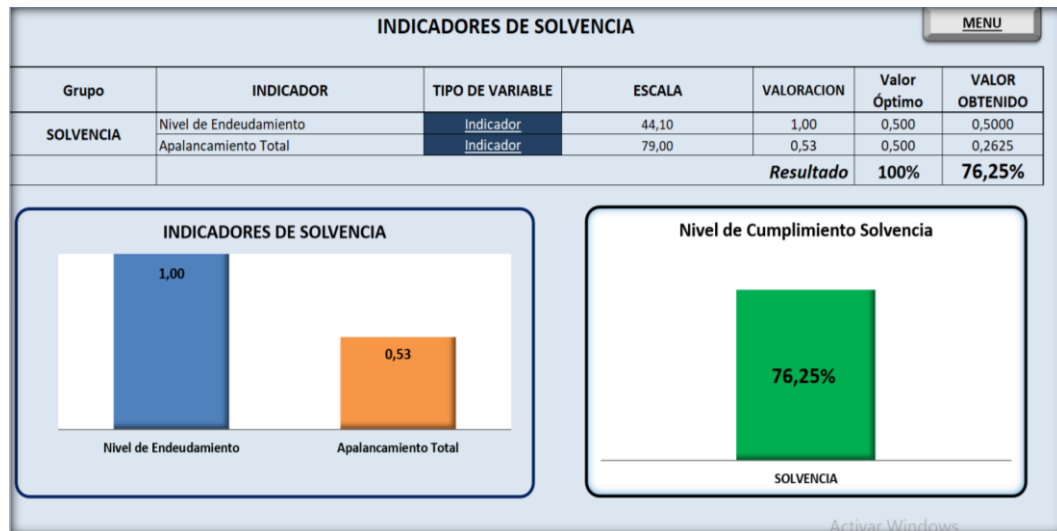 INDICADORES DE SOLVENCIA
MENU
Grupo INDICADOR TIPO DE VARIABLE ESCALA VALORACION Valor Óptimo VALOR OBTENIDO
SOLVENCIA
Nivel de Endeudamiento Indicador 44,10 1,00 0,500 0,5000
Apalancamiento Total Indicador 79,00 0,53 0,500 0,2625
Resultado 100% 76,25%
INDICADORES DE SOLVENCIA
1,00
0,53
Nivel de Endeudamiento Apalancamiento Total
Nivel de Cumplimiento Solvencia
76,25%
SOLVENCIA
Activar Windows